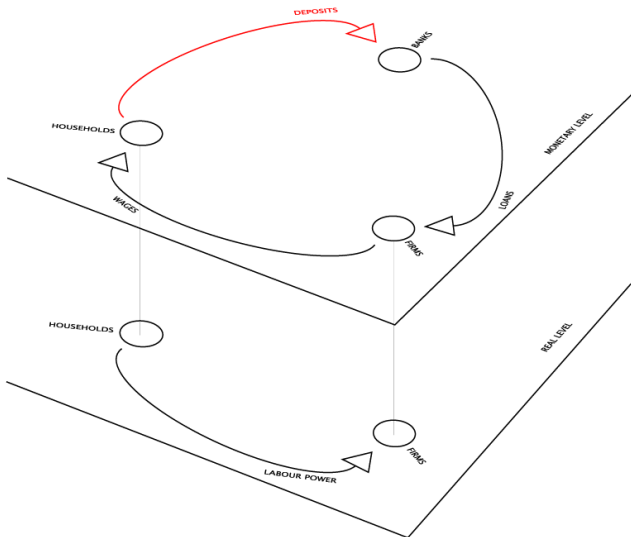 DEPOSITS
BANKS
HOUSEHOLDS
MONETARY LEVEL
WAGES
LOANS
FIRMS
HOUSEHOLDS
REAL LEVEL
FIRMS
LABOUR POWER